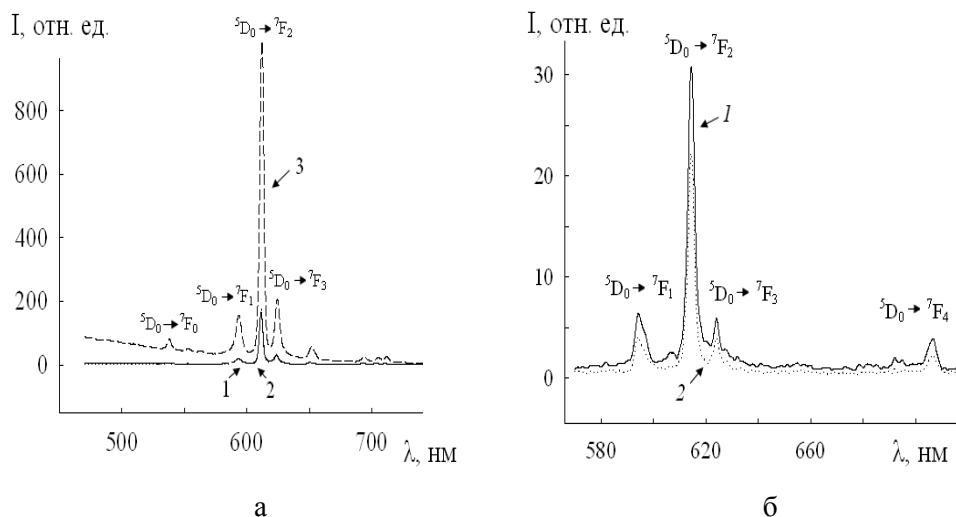 I, отн. ед.
⁵D₀→⁷F₂
800
600
400
200
0
3
⁵D₀→⁷F₁
⁵D₀→⁷F₃
⁵D₀→⁷F₀
1
2
500
600
700
λ, нм
а
I, отн. ед.
⁵D₀→⁷F₂
30
20
10
0
1
⁵D₀→⁷F₁
⁵D₀→⁷F₃
⁵D₀→⁷F₄
2
580
620
660
λ, нм
б